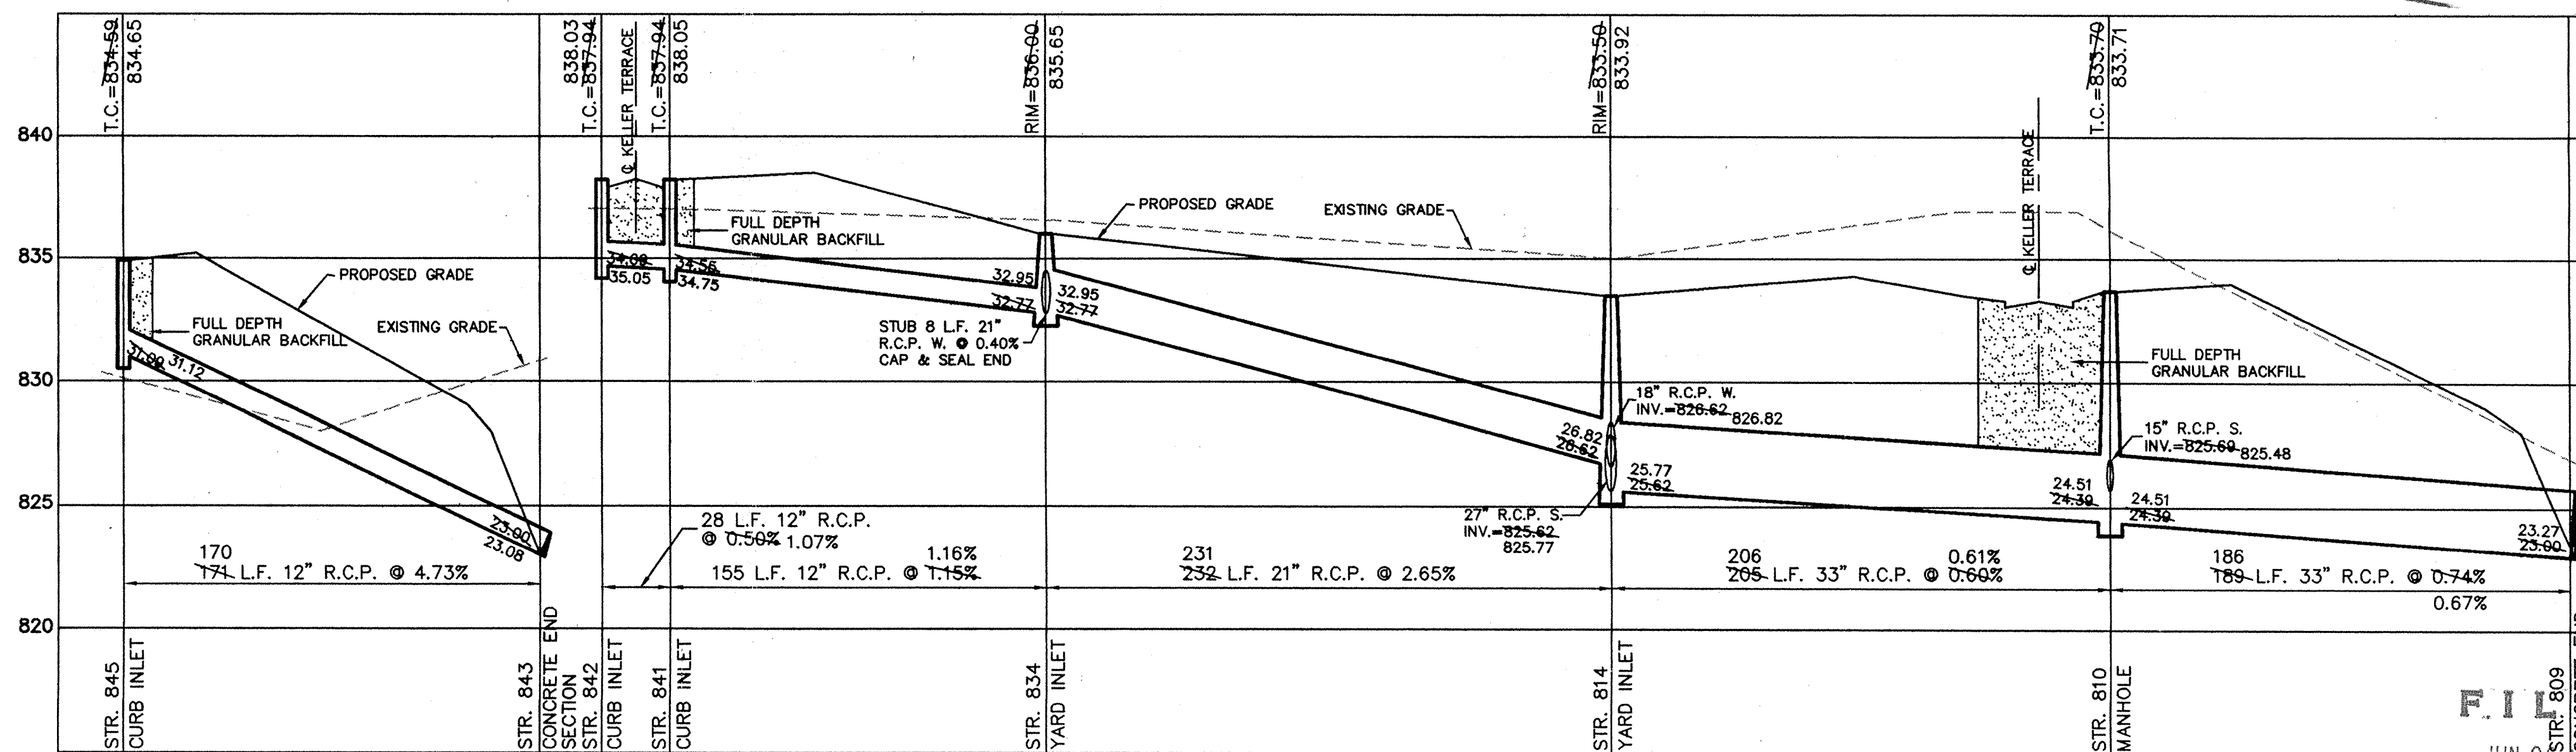 T.C.=834.59
834.65
838.03
T.C.=837.94
℄ KELLER TERRACE
T.C.=837.94
838.05
RIM=836.00
835.65
RIM=833.50
833.92
T.C.=833.70
833.71
840
835
830
825
820
PROPOSED GRADE
FULL DEPTH
GRANULAR BACKFILL
EXISTING GRADE
31.00 31.12
23.00
23.08
170
171 L.F. 12" R.C.P. @ 4.73%
FULL DEPTH
GRANULAR BACKFILL
35.05
34.56
34.75
28 L.F. 12" R.C.P.
@ 0.50% 1.07%
1.16%
155 L.F. 12" R.C.P. @ 1.15%
32.95
32.77
32.95
32.77
STUB 8 L.F. 21"
R.C.P. W. @ 0.40%
CAP & SEAL END
PROPOSED GRADE
EXISTING GRADE
231
232 L.F. 21" R.C.P. @ 2.65%
26.82
26.62
18" R.C.P. W.
INV.=826.62 826.82
25.77
25.62
27" R.C.P. S.
INV.=825.62
825.77
206
205 L.F. 33" R.C.P. @ 0.60%
0.61%
℄ KELLER TERRACE
FULL DEPTH
GRANULAR BACKFILL
15" R.C.P. S.
INV.=825.69 825.48
24.51
24.39
24.51
24.39
186
189 L.F. 33" R.C.P. @ 0.74%
0.67%
23.27
23.00
STR. 845
CURB INLET
STR. 843
CONCRETE END
SECTION
STR. 842
CURB INLET
STR. 841
CURB INLET
STR. 834
YARD INLET
STR. 814
YARD INLET
STR. 810
MANHOLE
STR. 809
F I L
JUN 0